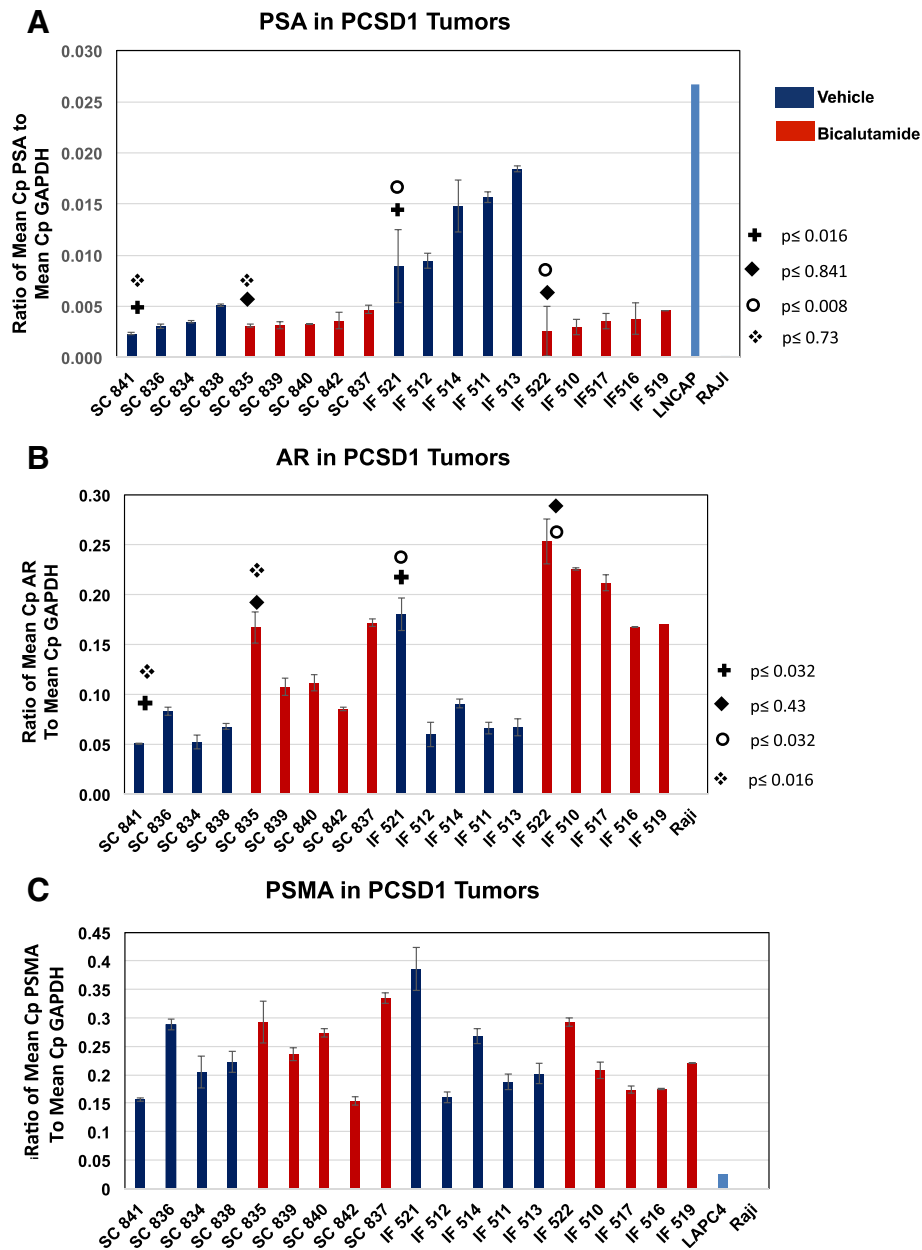 A
PSA in PCSD1 Tumors
Ratio of Mean Cp PSA to
Mean Cp GAPDH
0.030
0.025
0.020
0.015
0.010
0.005
0.000
SC 841
SC 836
SC 834
SC 838
SC 835
SC 839
SC 840
SC 842
SC 837
IF 521
IF 512
IF 514
IF 511
IF 513
IF 522
IF 510
IF517
IF516
IF 519
LNCAP
RAJI
Vehicle
Bicalutamide
p≤ 0.016
p≤ 0.841
p≤ 0.008
p≤ 0.73
B
AR in PCSD1 Tumors
Ratio of Mean Cp AR
To Mean Cp GAPDH
0.30
0.25
0.20
0.15
0.10
0.05
0.00
SC 841
SC 836
SC 834
SC 838
SC 835
SC 839
SC 840
SC 842
SC 837
IF 521
IF 512
IF 514
IF 511
IF 513
IF 522
IF 510
IF 517
IF 516
IF 519
Raji
p≤ 0.032
p≤ 0.43
p≤ 0.032
p≤ 0.016
C
PSMA in PCSD1 Tumors
iRatio of Mean Cp PSMA
To Mean Cp GAPDH
0.45
0.4
0.35
0.3
0.25
0.2
0.15
0.1
0.05
0
SC 841
SC 836
SC 834
SC 838
SC 835
SC 839
SC 840
SC 842
SC 837
IF 521
IF 512
IF 514
IF 511
IF 513
IF 522
IF 510
IF 517
IF 516
IF 519
LAPC4
Raji